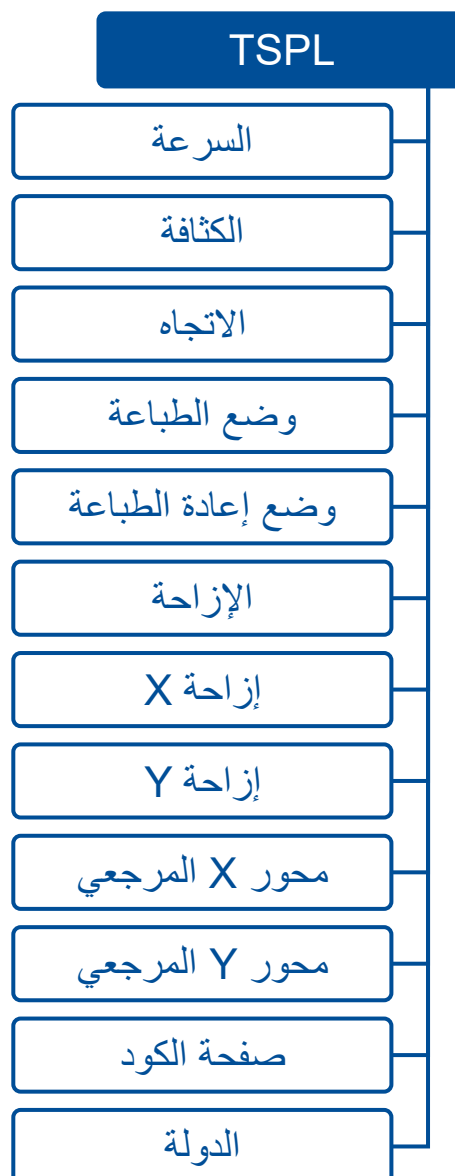 TSPL
السرعة
الكثافة
الاتجاه
وضع الطباعة
وضع إعادة الطباعة
الإزاحة
إزاحة X
إزاحة Y
محور X المرجعي
محور Y المرجعي
صفحة الكود
الدولة